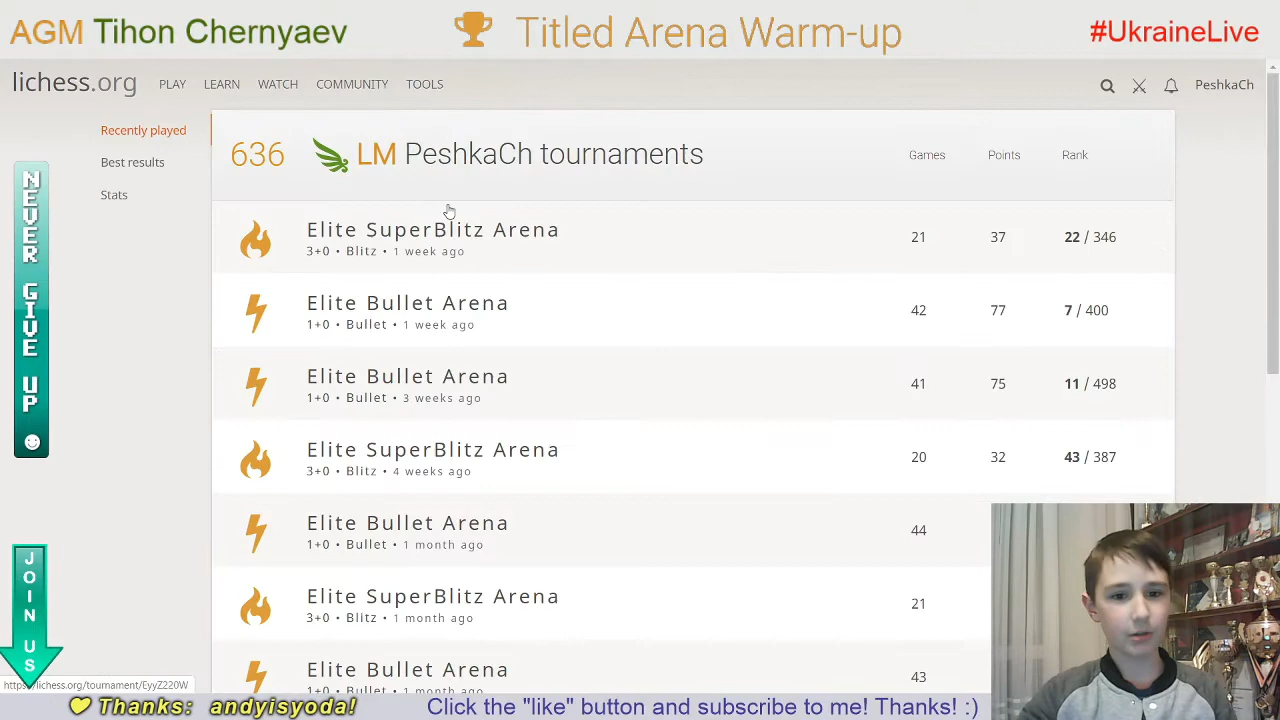 AGM Tihon Chernyaev
Titled Arena Warm-up
#UkraineLive
lichess.org PLAY LEARN WATCH COMMUNITY TOOLS PeshkaCh
Recently played
Best results
Stats
636 LM PeshkaCh tournaments Games Points Rank
Elite SuperBlitz Arena
3+0 • Blitz • 1 week ago
21 37 22 / 346
Elite Bullet Arena
1+0 • Bullet • 1 week ago
42 77 7 / 400
Elite Bullet Arena
1+0 • Bullet • 3 weeks ago
41 75 11 / 498
Elite SuperBlitz Arena
3+0 • Blitz • 4 weeks ago
20 32 43 / 387
Elite Bullet Arena
1+0 • Bullet • 1 month ago
44
Elite SuperBlitz Arena
3+0 • Blitz • 1 month ago
21
Elite Bullet Arena
1+0 • Bullet • 1 month ago
43
NEVER GIVE UP
JOIN US
https://lichess.org/tournament/EyyZ220W
Thanks: andyisyoda!
Click the "like" button and subscribe to me! Thanks! :)